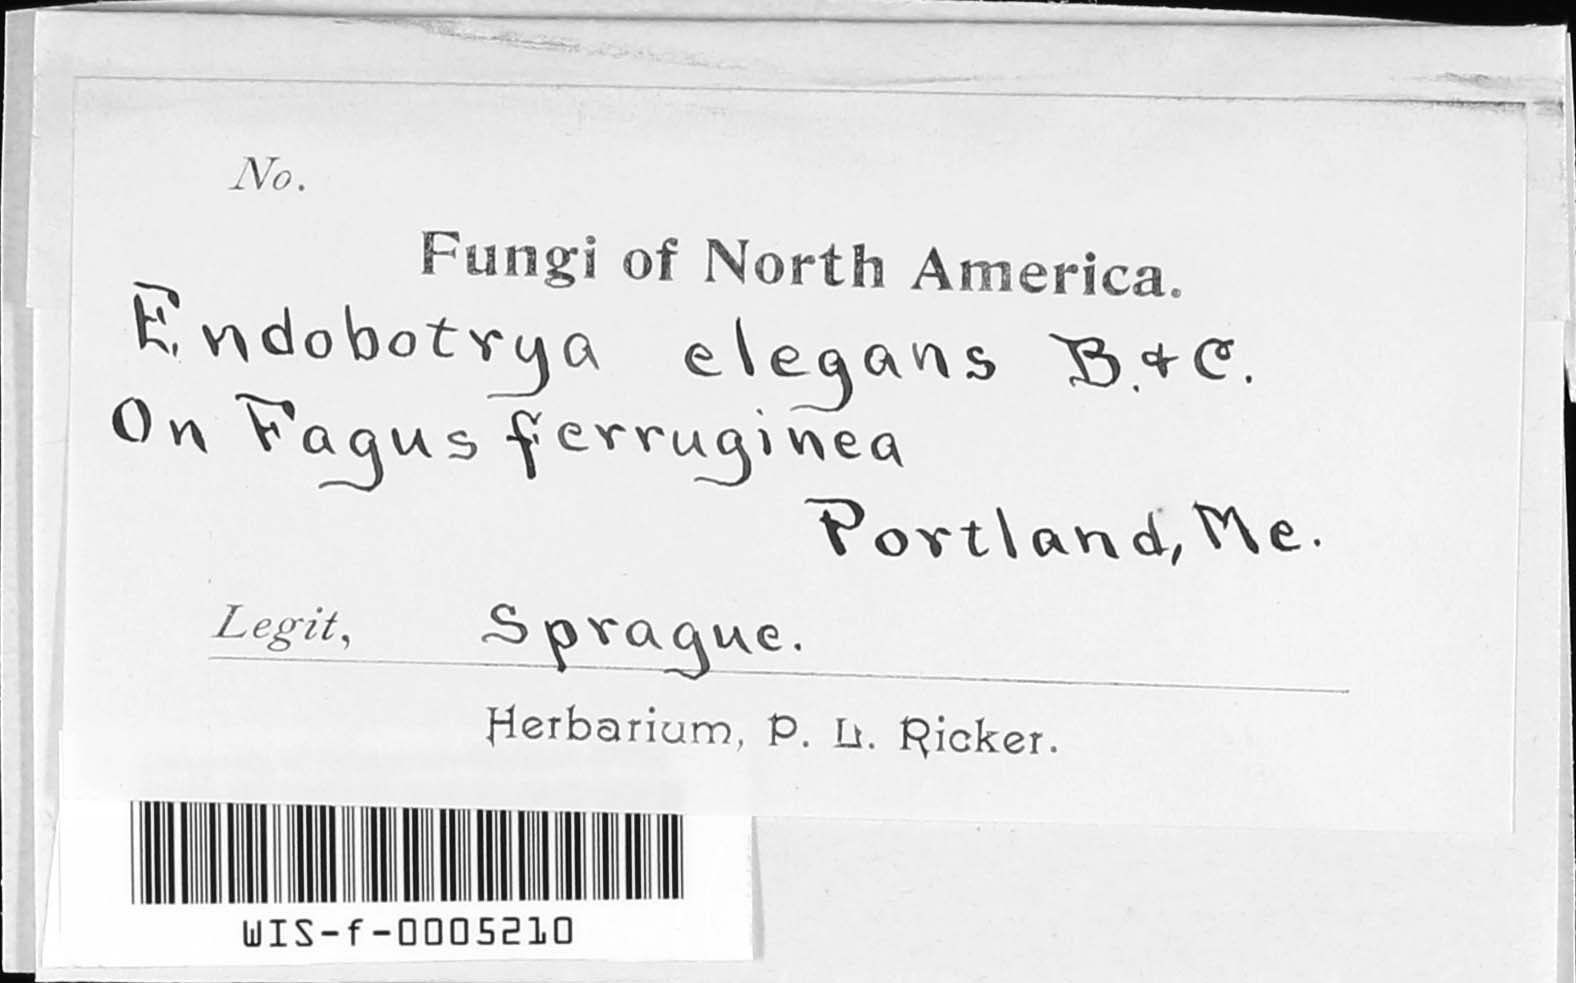 No.
Fungi of North America.
Endobotrya elegans B. & C.
On Fagus ferruginea
Portland, Me.
Legit, Sprague.
Herbarium, P. L. Ricker.
WIS-f-0005210